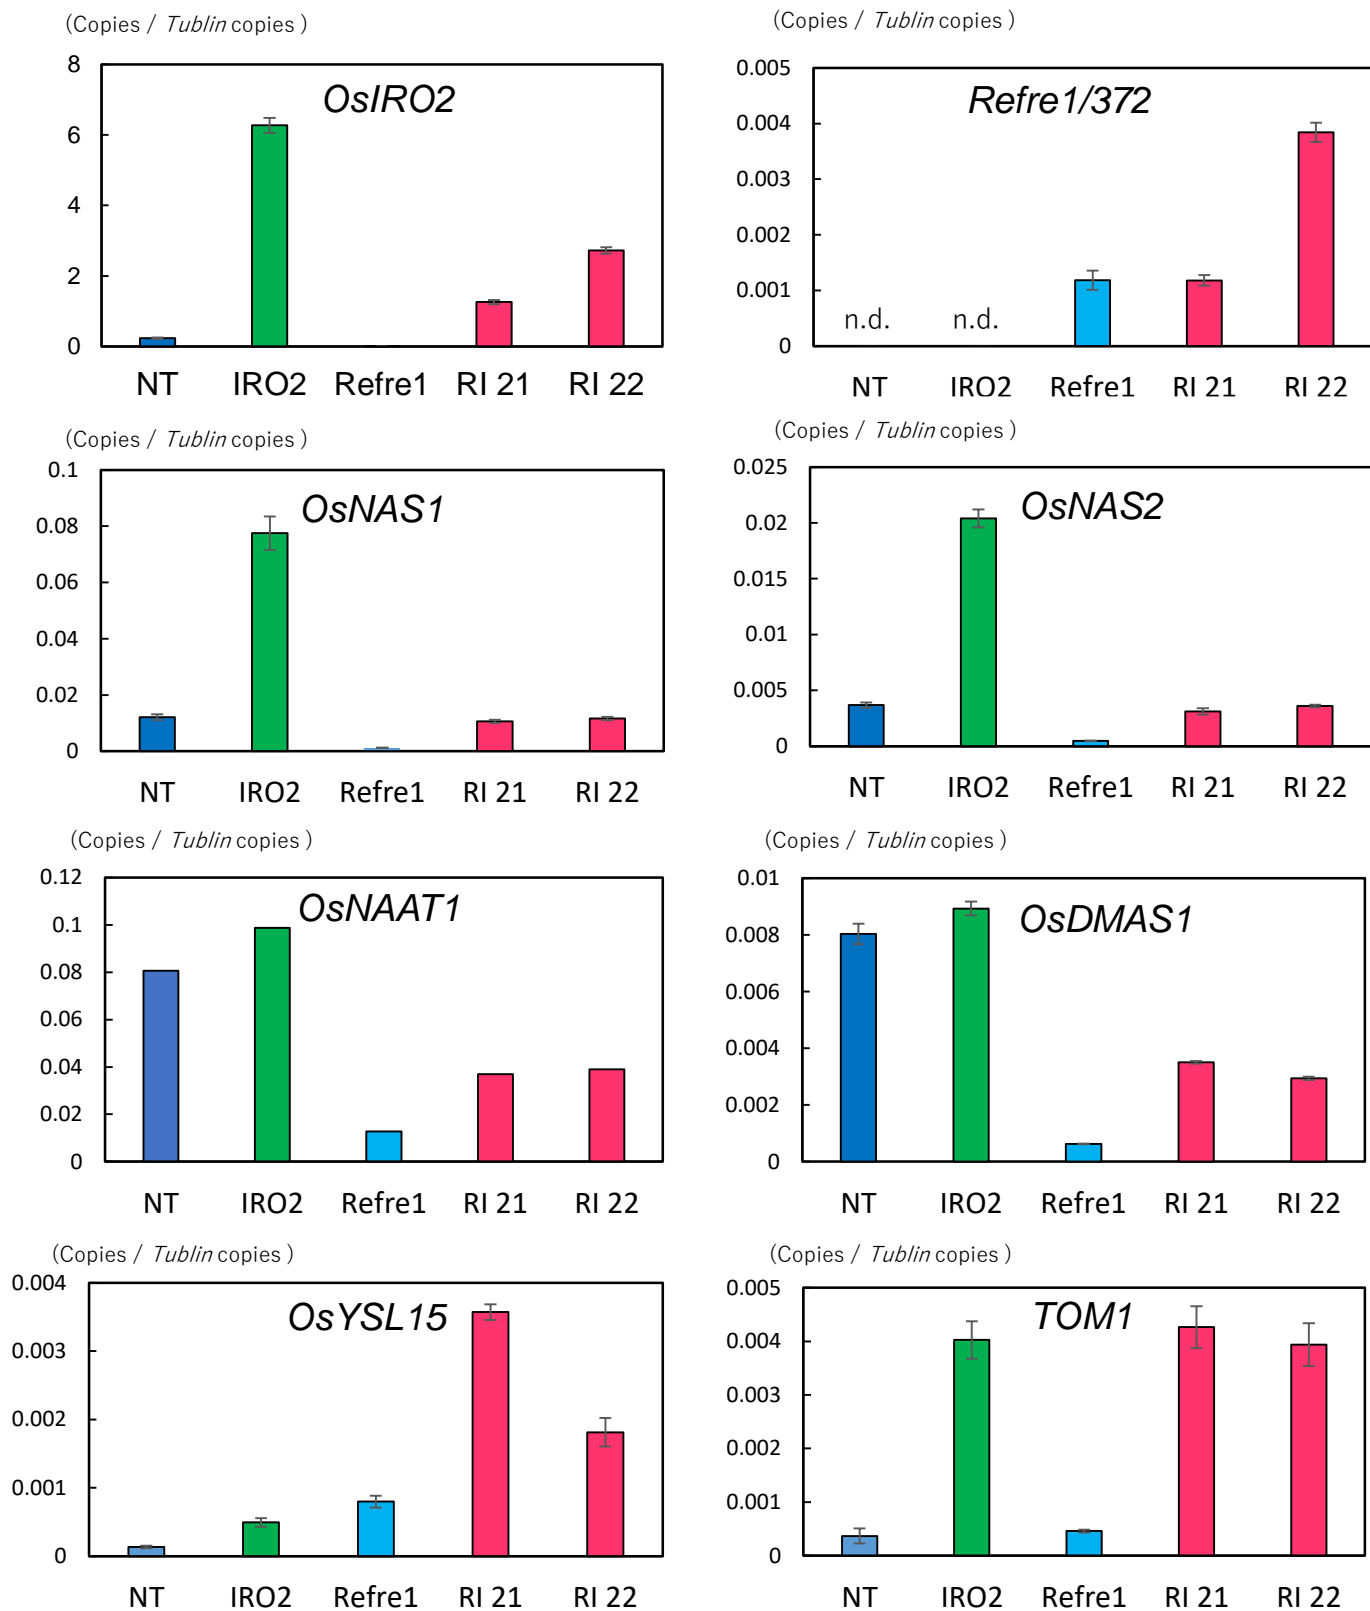 (Copies / Tublin copies )
OsIRO2
8
6
4
2
0
NT IRO2 Refre1 RI 21 RI 22
(Copies / Tublin copies )
Refre1/372
0.005
0.004
0.003
0.002
0.001
0
n.d. n.d.
NT IRO2 Refre1 RI 21 RI 22
(Copies / Tublin copies )
OsNAS1
0.1
0.08
0.06
0.04
0.02
0
NT IRO2 Refre1 RI 21 RI 22
(Copies / Tublin copies )
OsNAS2
0.025
0.02
0.015
0.01
0.005
0
NT IRO2 Refre1 RI 21 RI 22
(Copies / Tublin copies )
OsNAAT1
0.12
0.1
0.08
0.06
0.04
0.02
0
NT IRO2 Refre1 RI 21 RI 22
(Copies / Tublin copies )
OsDMAS1
0.01
0.008
0.006
0.004
0.002
0
NT IRO2 Refre1 RI 21 RI 22
(Copies / Tublin copies )
OsYSL15
0.004
0.003
0.002
0.001
0
NT IRO2 Refre1 RI 21 RI 22
(Copies / Tublin copies )
TOM1
0.005
0.004
0.003
0.002
0.001
0
NT IRO2 Refre1 RI 21 RI 22